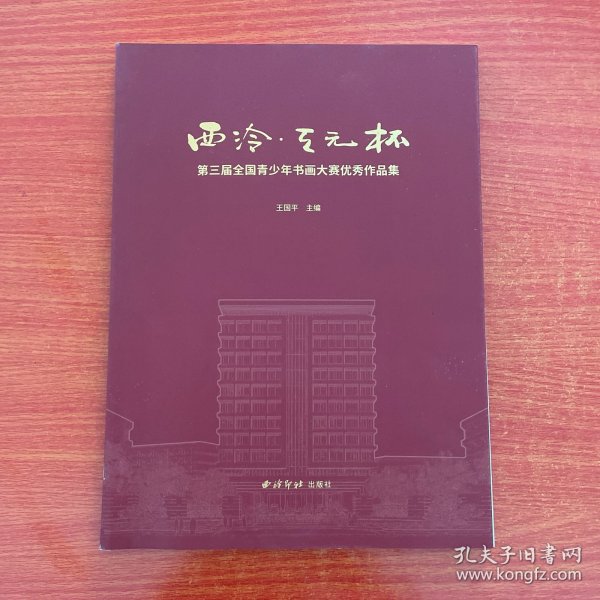 西泠·天元杯
第三届全国青少年书画大赛优秀作品集
王国平 主编
西泠印社出版社
孔夫子旧书网
www.kongfz.com